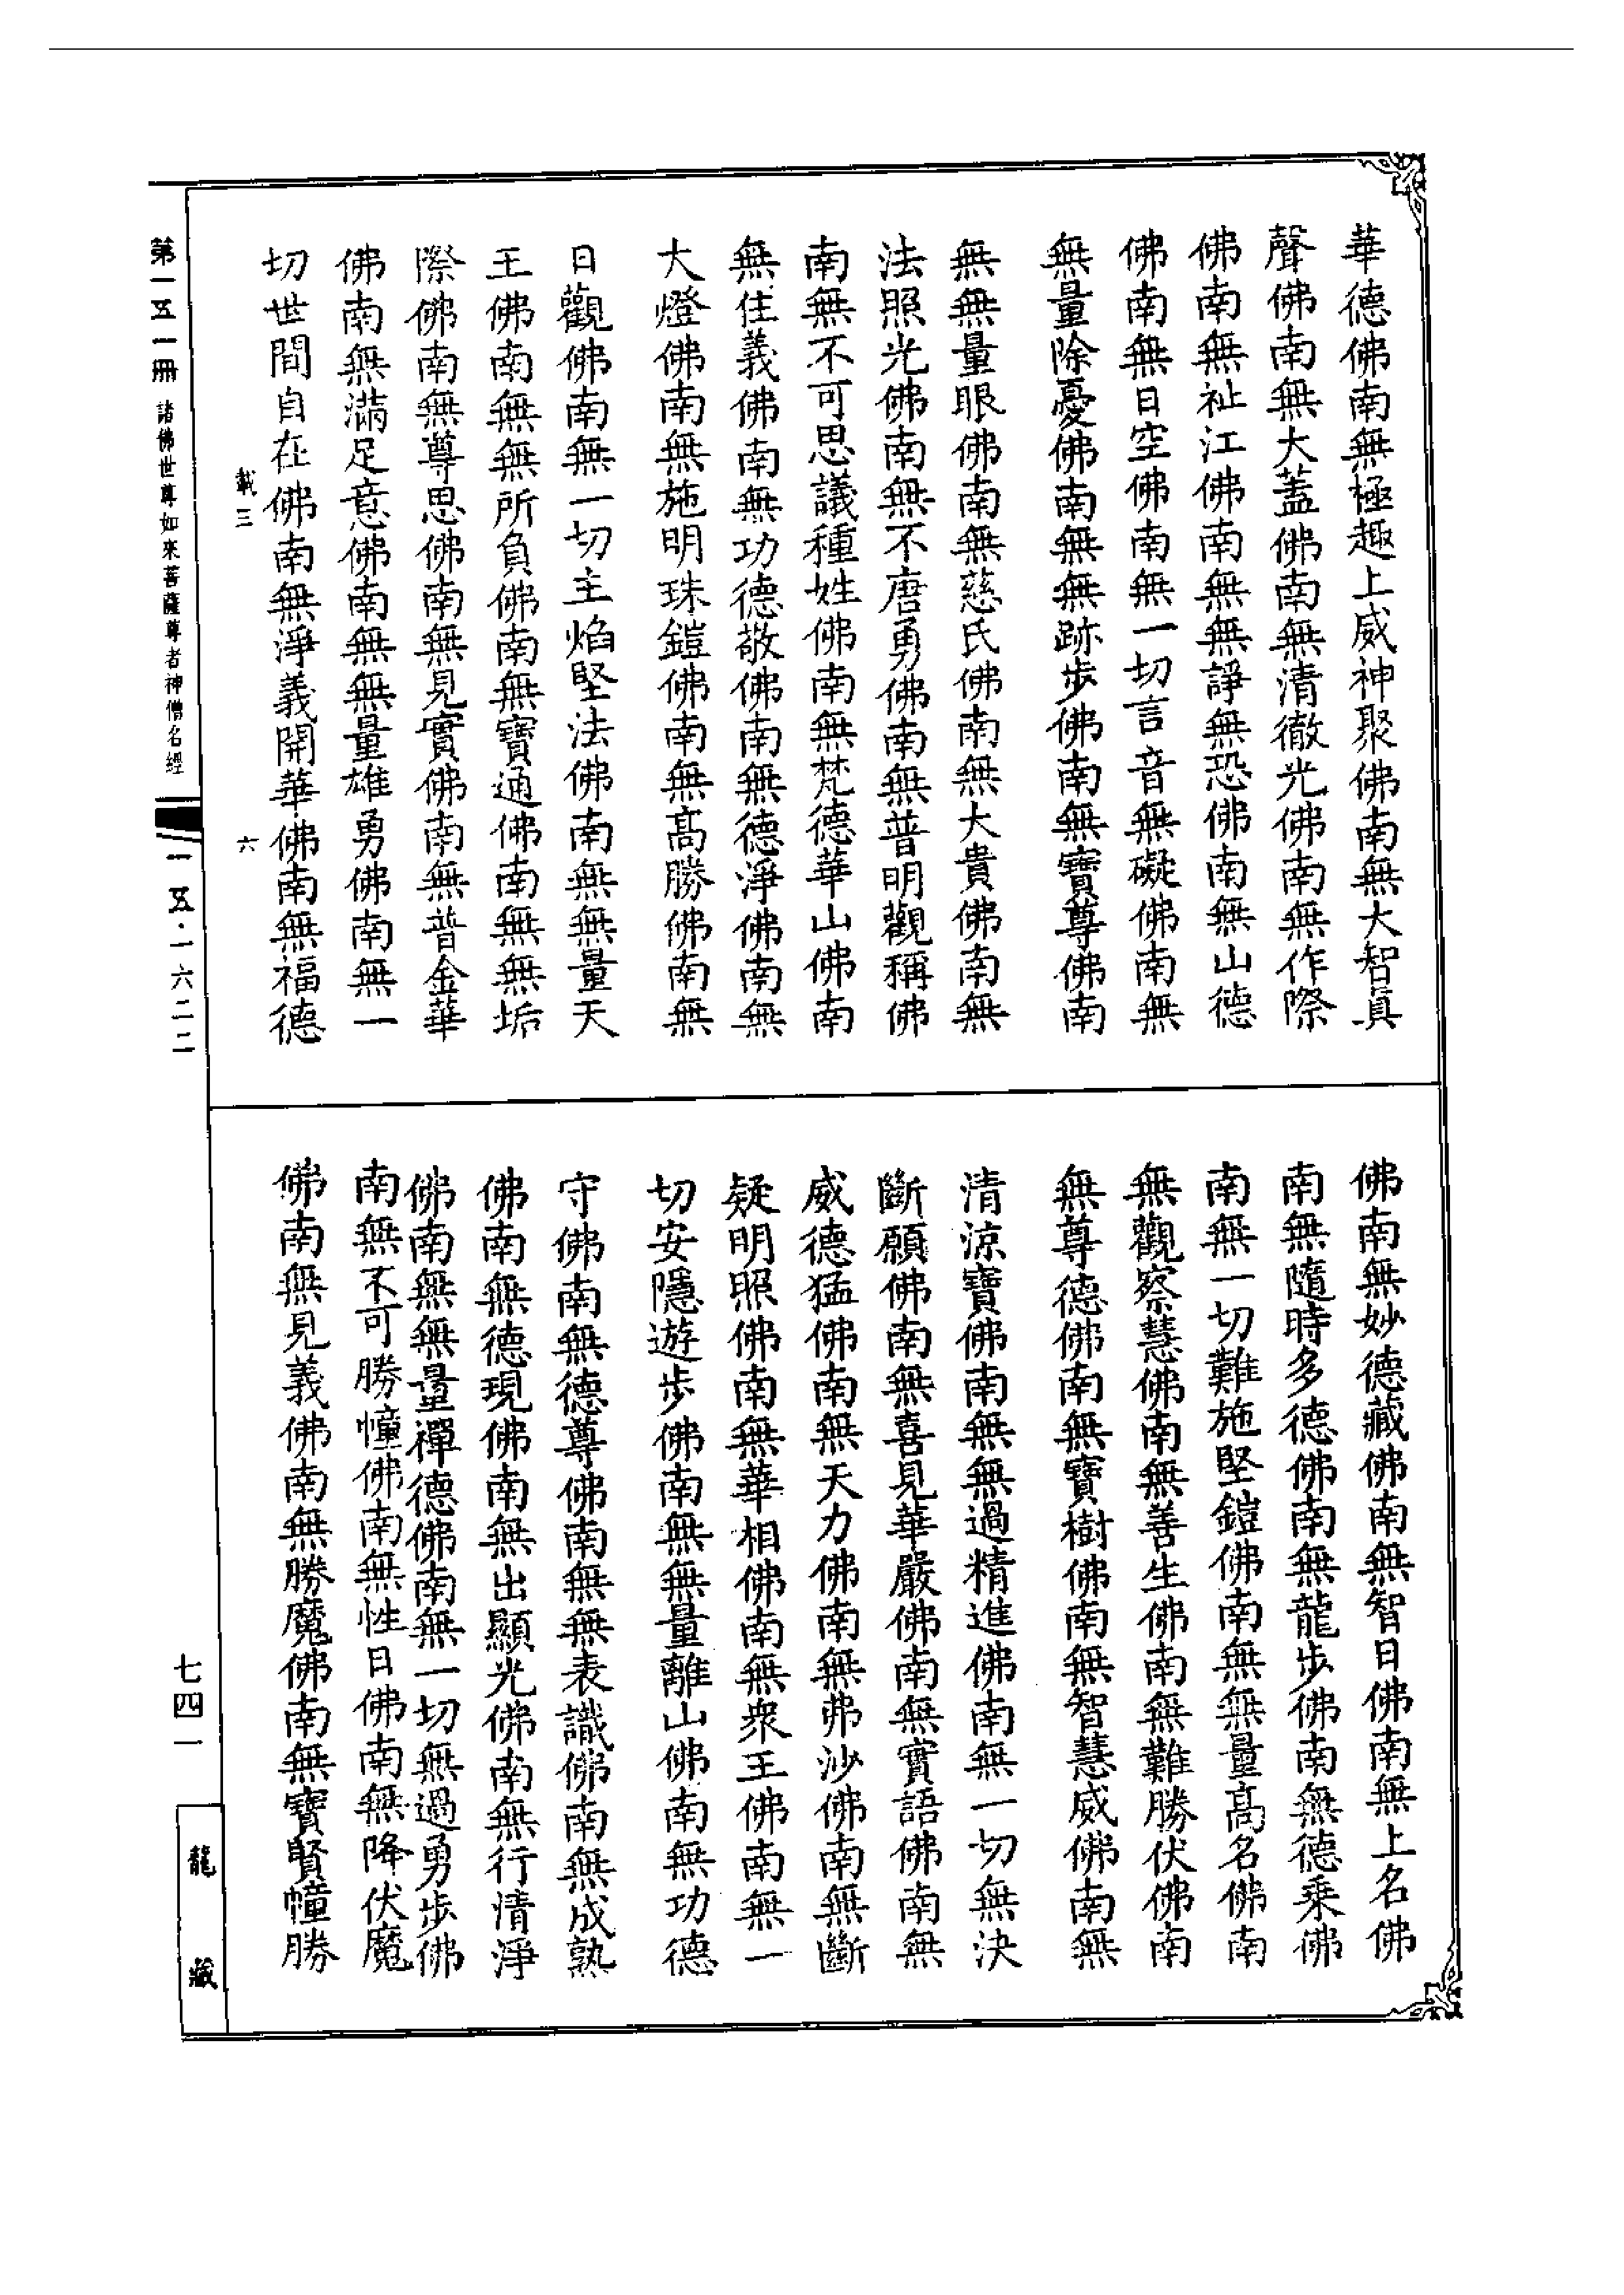 華德佛南無極趣上威神聚佛南無大智真
聲佛南無大蓋佛南無清徹光佛南無作際
佛南無祉江佛南無無諍無恐佛南無山德
佛南無日空佛南無一切言音無礙佛南無
無量除憂佛南無無跡步佛南無寶尊佛南
無無量眼佛南無慈氏佛南無大貴佛南無
法照光佛南無不唐勇佛南無普明觀稱佛
南無不可思議種姓佛南無梵德華山佛南
無住義佛南無功德敬佛南無德淨佛南無
大燈佛南無施明珠鎧佛南無高勝佛南無
日觀佛南無一切主焰堅法佛南無無量天
王佛南無無所負佛南無寶通佛南無無垢
際佛南無尊思佛南無見實佛南無普金華
佛南無滿足意佛南無無量雄勇佛南無一
切世間自在佛南無淨義開華佛南無福德
載三 六
佛南無妙德藏佛南無智日佛南無上名佛
南無隨時多德佛南無龍步佛南無德乘佛
南無一切難施堅鎧佛南無無量高名佛南
無觀察慧佛南無善生佛南無難勝伏佛南
無尊德佛南無寶樹佛南無智慧威佛南無
清涼寶佛南無無過精進佛南無一切無決
斷願佛南無喜見華嚴佛南無實語佛南無
威德猛佛南無天力佛南無弗沙佛南無斷
疑明照佛南無華相佛南無眾王佛南無一
切安隱遊步佛南無無量離山佛南無功德
守佛南無德尊佛南無無表識佛南無成熟
佛南無德現佛南無出顯光佛南無行清淨
佛南無無量禪德佛南無一切無過勇步佛
南無不可勝幢佛南無性日佛南無降伏魔
佛南無見義佛南無勝魔佛南無寶賢幢勝
第一五一冊 諸佛世尊如來菩薩尊者神僧名經
一五·一六二二
七四一
龍藏